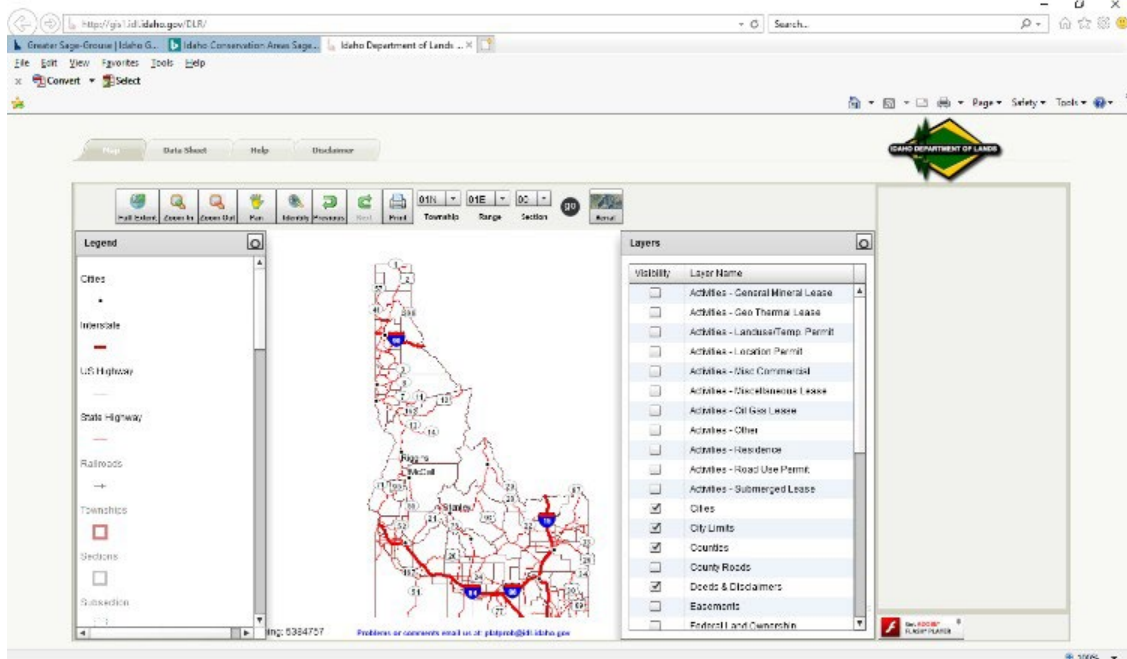 http://gis1.idl.idaho.gov/DLR/
Search...
Greater Sage-Grouse | Idaho G...
Idaho Conservation Areas Sage...
Idaho Department of Lands ...
File Edit View Favorites Tools Help
Convert Select
Page Safety Tools
Map Data Sheet Help Disclaimer
IDAHO DEPARTMENT OF LANDS
01N 01E 00 go
Full Extent Zoom In Zoom Out Pan Identify Previous Next Print Township Range Section Aerial
Legend
Cities
Interstate
US Highway
State Highway
Railroads
Townships
Sections
Subsection
Riggins
McCall
Stanley
Layers
Visibility Layer Name
Activities - General Mineral Lease
Activities - Geo Thermal Lease
Activities - Landuse/Temp. Permit
Activities - Location Permit
Activities - Misc Commercial
Activities - Miscellaneous Lease
Activities - Oil Gas Lease
Activities - Other
Activities - Residence
Activities - Road Use Permit
Activities - Submerged Lease
Cities
City Limits
Counties
County Roads
Deeds & Disclaimers
Easements
Federal Land Ownership
ing: 5384757
Problems or comments email us at: platprob@idl.idaho.gov
Get ADOBE FLASH PLAYER
100%